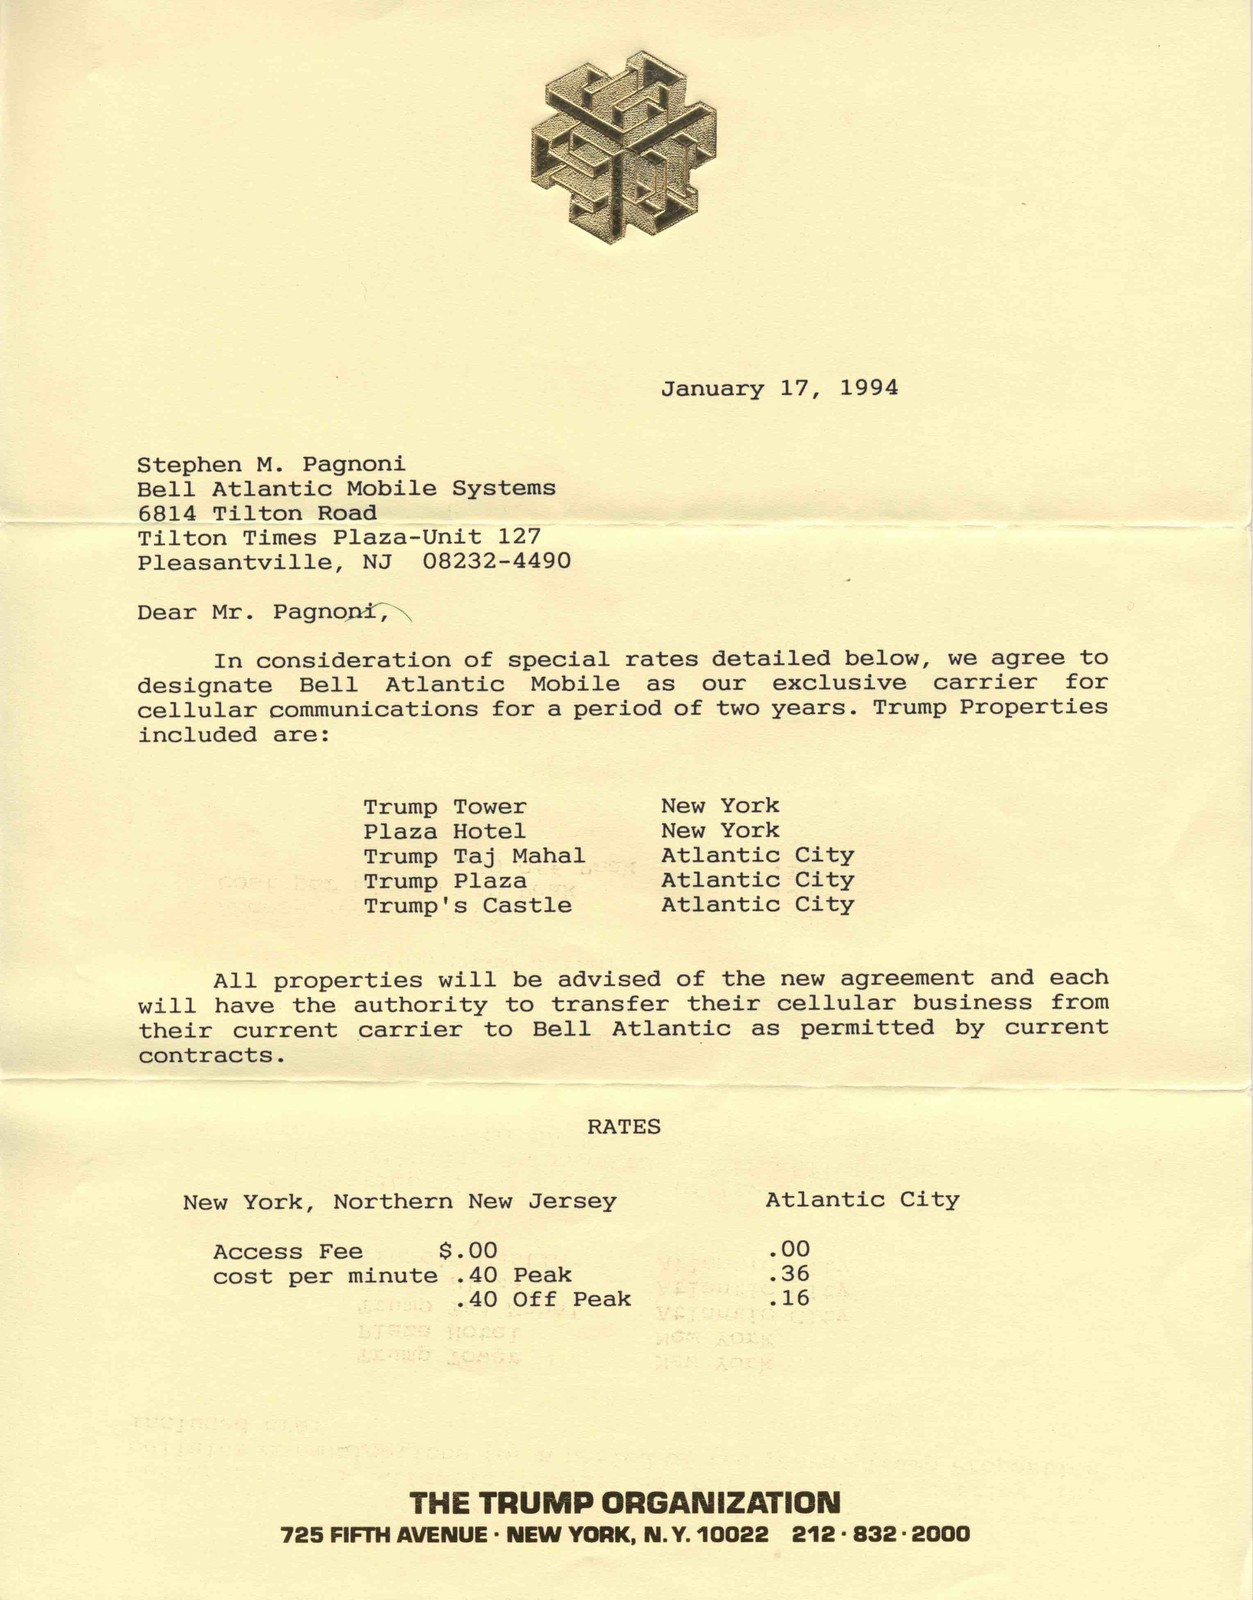 January 17, 1994
Stephen M. Pagnoni
Bell Atlantic Mobile Systems
6814 Tilton Road
Tilton Times Plaza-Unit 127
Pleasantville, NJ  08232-4490
Dear Mr. Pagnoni,
In consideration of special rates detailed below, we agree to
designate Bell Atlantic Mobile as our exclusive carrier for
cellular communications for a period of two years. Trump Properties
included are:
Trump Tower New York
Plaza Hotel New York
Trump Taj Mahal Atlantic City
Trump Plaza Atlantic City
Trump's Castle Atlantic City
All properties will be advised of the new agreement and each
will have the authority to transfer their cellular business from
their current carrier to Bell Atlantic as permitted by current
contracts.
RATES
New York, Northern New Jersey Atlantic City
Access Fee $.00 .00
cost per minute .40 Peak .36
.40 Off Peak .16
THE TRUMP ORGANIZATION
725 FIFTH AVENUE · NEW YORK, N.Y. 10022 212 · 832 · 2000